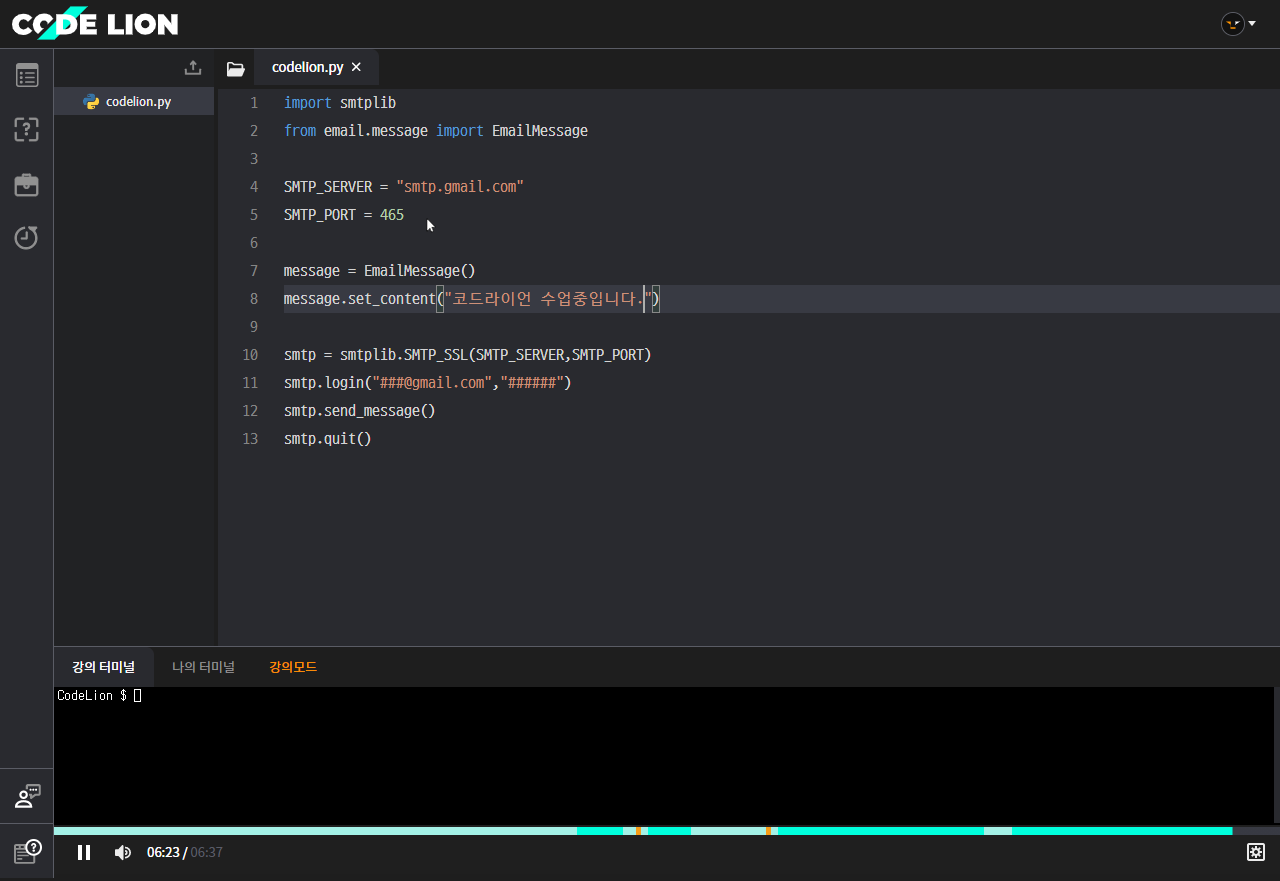 CODE LION
codelion.py
codelion.py ×
1 import smtplib
2 from email.message import EmailMessage
3
4 SMTP_SERVER = "smtp.gmail.com"
5 SMTP_PORT = 465
6
7 message = EmailMessage()
8 message.set_content("코드라이언 수업중입니다.")
9
10 smtp = smtplib.SMTP_SSL(SMTP_SERVER,SMTP_PORT)
11 smtp.login("###@gmail.com","######")
12 smtp.send_message()
13 smtp.quit()
강의 터미널 나의 터미널 강의모드
CodeLion $
06:23 / 06:37